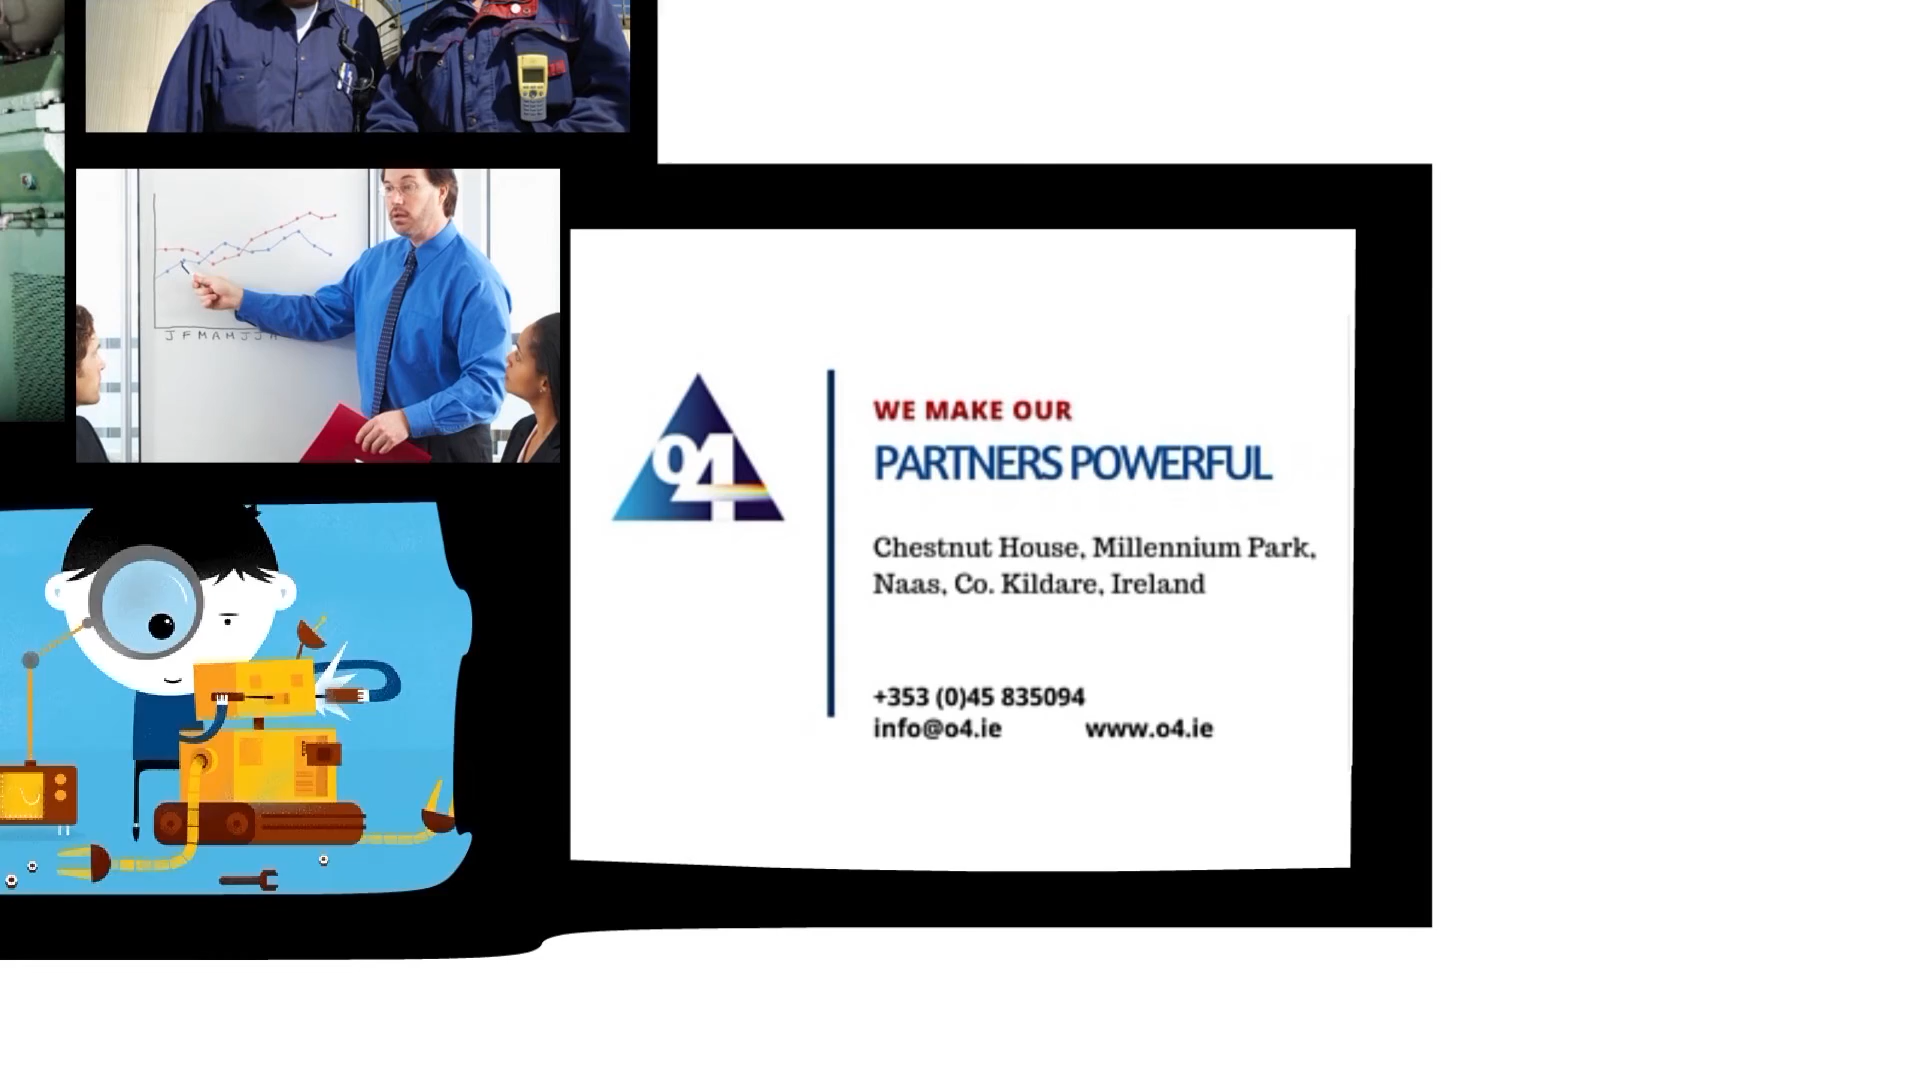 J F M A M J J A
O4
WE MAKE OUR
PARTNERS POWERFUL
Chestnut House, Millennium Park,
Naas, Co. Kildare, Ireland
+353 (0)45 835094
info@o4.ie www.o4.ie